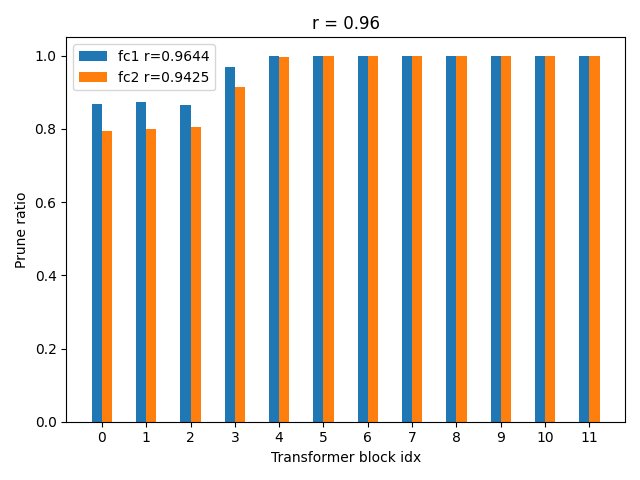 r = 0.96
fc1 r=0.9644
fc2 r=0.9425
Prune ratio
1.0
0.8
0.6
0.4
0.2
0.0
0 1 2 3 4 5 6 7 8 9 10 11
Transformer block idx